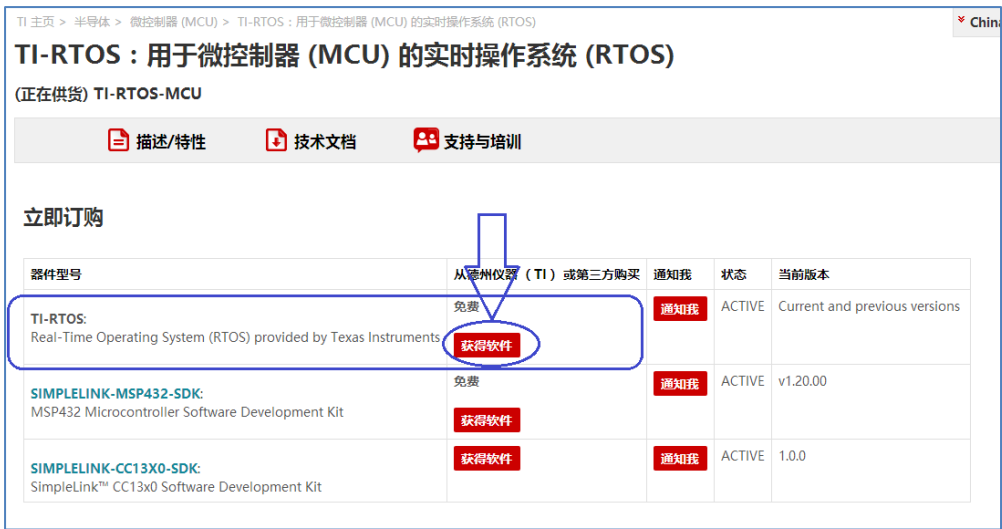 TI 主页 > 半导体 > 微控制器 (MCU) > TI-RTOS：用于微控制器 (MCU) 的实时操作系统 (RTOS)
China
TI-RTOS：用于微控制器 (MCU) 的实时操作系统 (RTOS)
(正在供货) TI-RTOS-MCU
描述/特性 技术文档 支持与培训
立即订购
器件型号 从德州仪器（TI）或第三方购买 通知我 状态 当前版本
免费 通知我 ACTIVE Current and previous versions
TI-RTOS:
Real-Time Operating System (RTOS) provided by Texas Instruments 获得软件
免费 通知我 ACTIVE v1.20.00
SIMPLELINK-MSP432-SDK:
MSP432 Microcontroller Software Development Kit 获得软件
获得软件 通知我 ACTIVE 1.0.0
SIMPLELINK-CC13X0-SDK:
SimpleLink™ CC13x0 Software Development Kit